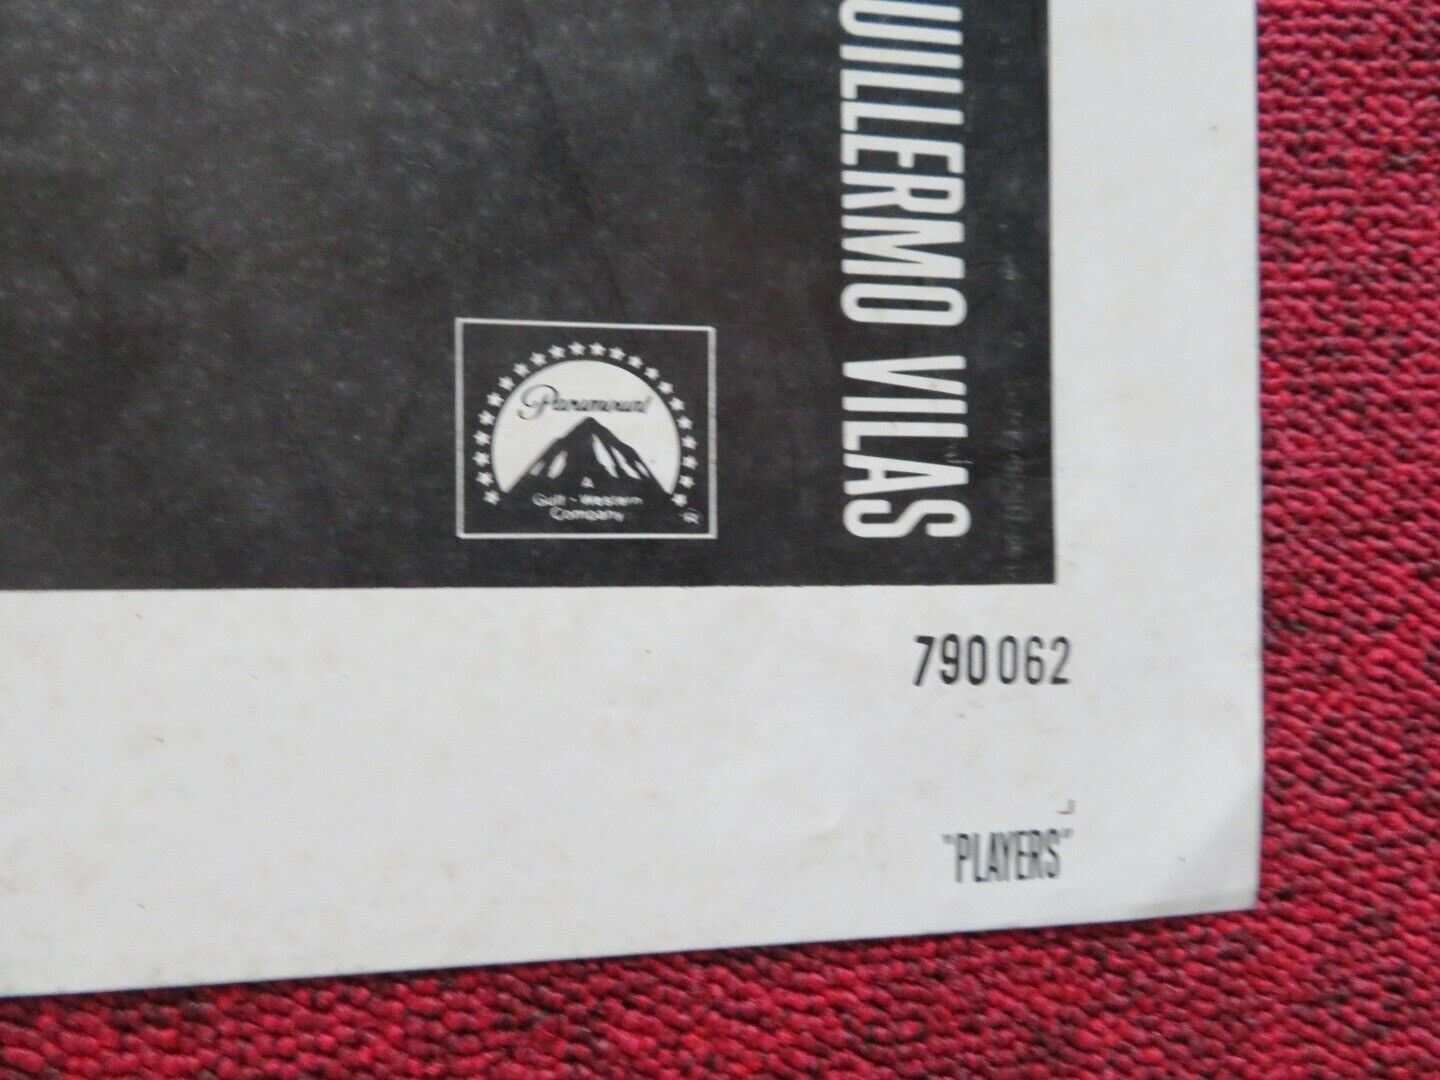 UILLERMO VILAS
Paramount
A
Gulf + Western
Company
®
790062
"PLAYERS"